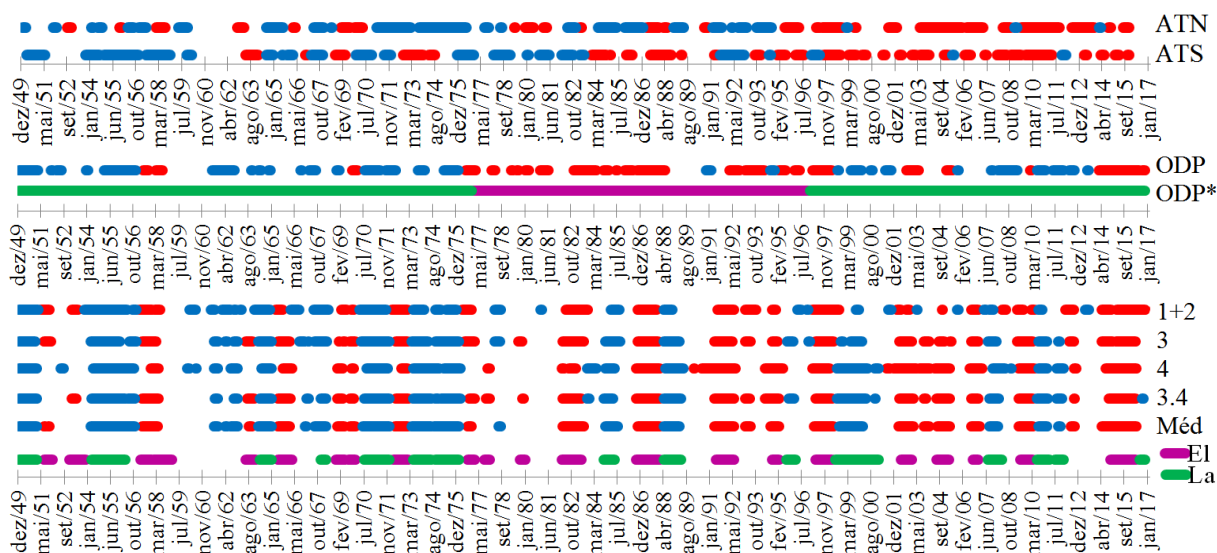 ATN
ATS
dez/49 mai/51 set/52 jan/54 jun/55 out/56 mar/58 jul/59 nov/60 abr/62 ago/63 jan/65 mai/66 out/67 fev/69 jul/70 nov/71 mar/73 ago/74 dez/75 mai/77 set/78 jan/80 jun/81 out/82 mar/84 jul/85 dez/86 abr/88 ago/89 jan/91 mai/92 out/93 fev/95 jul/96 nov/97 mar/99 ago/00 dez/01 mai/03 set/04 fev/06 jun/07 out/08 mar/10 jul/11 dez/12 abr/14 set/15 jan/17
ODP
ODP*
dez/49 mai/51 set/52 jan/54 jun/55 out/56 mar/58 jul/59 nov/60 abr/62 ago/63 jan/65 mai/66 out/67 fev/69 jul/70 nov/71 mar/73 ago/74 dez/75 mai/77 set/78 jan/80 jun/81 out/82 mar/84 jul/85 dez/86 abr/88 ago/89 jan/91 mai/92 out/93 fev/95 jul/96 nov/97 mar/99 ago/00 dez/01 mai/03 set/04 fev/06 jun/07 out/08 mar/10 jul/11 dez/12 abr/14 set/15 jan/17
1+2
3
4
3.4
Méd
El
La
dez/49 mai/51 set/52 jan/54 jun/55 out/56 mar/58 jul/59 nov/60 abr/62 ago/63 jan/65 mai/66 out/67 fev/69 jul/70 nov/71 mar/73 ago/74 dez/75 mai/77 set/78 jan/80 jun/81 out/82 mar/84 jul/85 dez/86 abr/88 ago/89 jan/91 mai/92 out/93 fev/95 jul/96 nov/97 mar/99 ago/00 dez/01 mai/03 set/04 fev/06 jun/07 out/08 mar/10 jul/11 dez/12 abr/14 set/15 jan/17